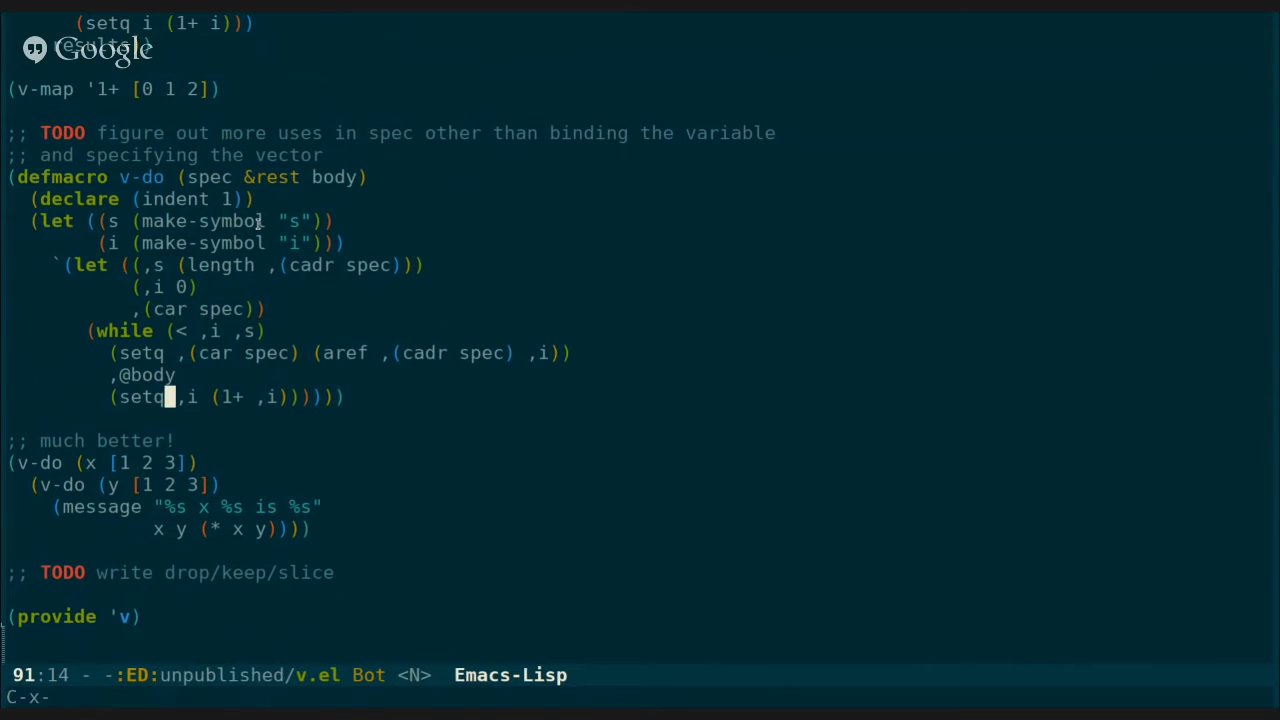 (setq i (1+ i)))
results))
Google
(v-map '1+ [0 1 2])
;; TODO figure out more uses in spec other than binding the variable
;; and specifying the vector
(defmacro v-do (spec &rest body)
(declare (indent 1))
(let ((s (make-symbol "s"))
(i (make-symbol "i")))
`(let ((,s (length ,(cadr spec)))
(,i 0)
,(car spec))
(while (< ,i ,s)
(setq ,(car spec) (aref ,(cadr spec) ,i))
,@body
(setq ,i (1+ ,i))))))
;; much better!
(v-do (x [1 2 3])
(v-do (y [1 2 3])
(message "%s x %s is %s"
x y (* x y))))
;; TODO write drop/keep/slice
(provide 'v)
91:14 - -:ED:unpublished/v.el Bot <N> Emacs-Lisp
C-x-